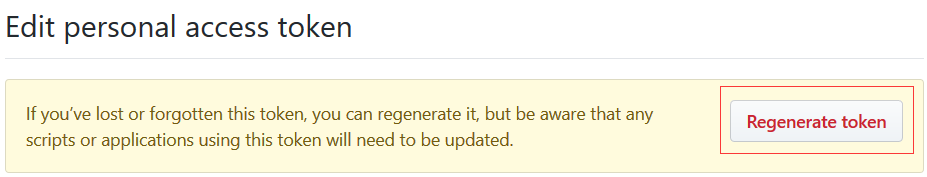 Edit personal access token
If you’ve lost or forgotten this token, you can regenerate it, but be aware that any
scripts or applications using this token will need to be updated.
Regenerate token